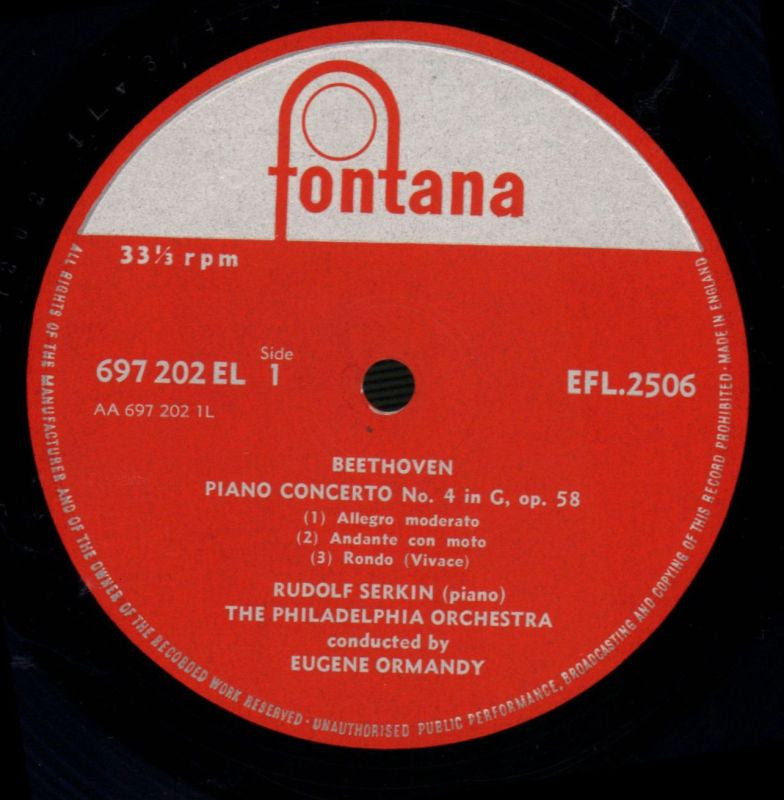 fontana
33⅓ rpm
697 202 EL
Side
1
AA 697 202 1L
EFL.2506
BEETHOVEN
PIANO CONCERTO No. 4 in G, op. 58
(1) Allegro moderato
(2) Andante con moto
(3) Rondo (Vivace)
RUDOLF SERKIN (piano)
THE PHILADELPHIA ORCHESTRA
conducted by
EUGENE ORMANDY
ALL RIGHTS OF THE MANUFACTURER AND OF THE OWNER OF THE RECORDED WORK RESERVED · UNAUTHORISED PUBLIC PERFORMANCE, BROADCASTING AND COPYING OF THIS RECORD PROHIBITED · MADE IN ENGLAND